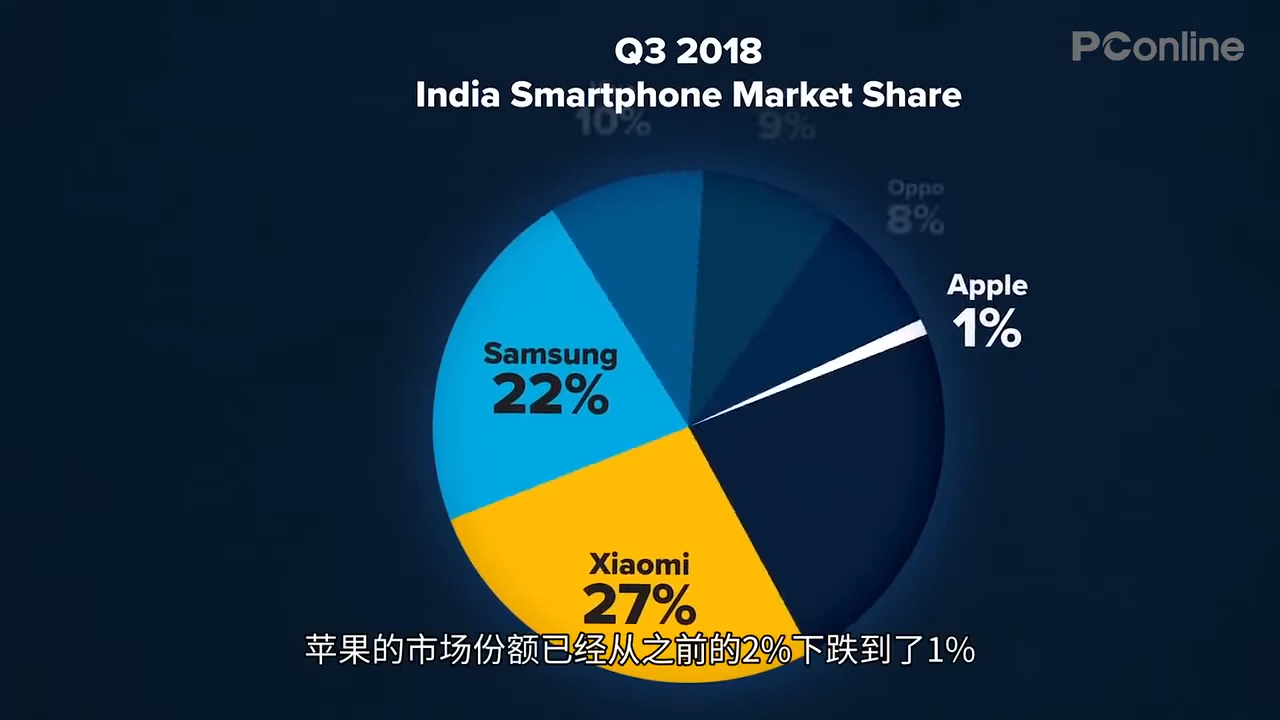 PConline
Q3 2018
India Smartphone Market Share
10%
9%
Oppo
8%
Apple
1%
Samsung
22%
Xiaomi
27%
苹果的市场份额已经从之前的2%下跌到了1%